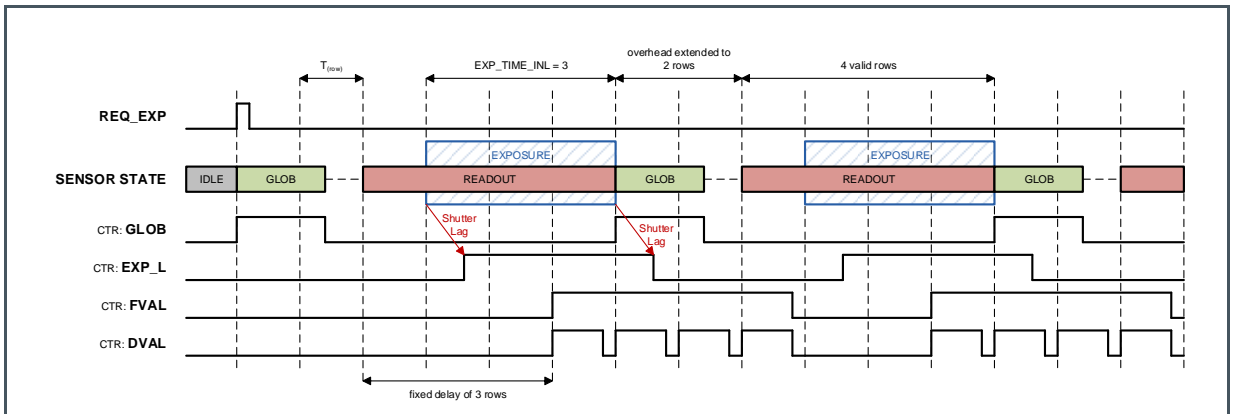 overhead extended to
T(row) EXP_TIME_INL = 3 2 rows 4 valid rows
REQ_EXP
EXPOSURE EXPOSURE
SENSOR STATE IDLE GLOB READOUT GLOB READOUT GLOB
Shutter Lag Shutter Lag
CTR: GLOB
CTR: EXP_L
CTR: FVAL
CTR: DVAL
fixed delay of 3 rows